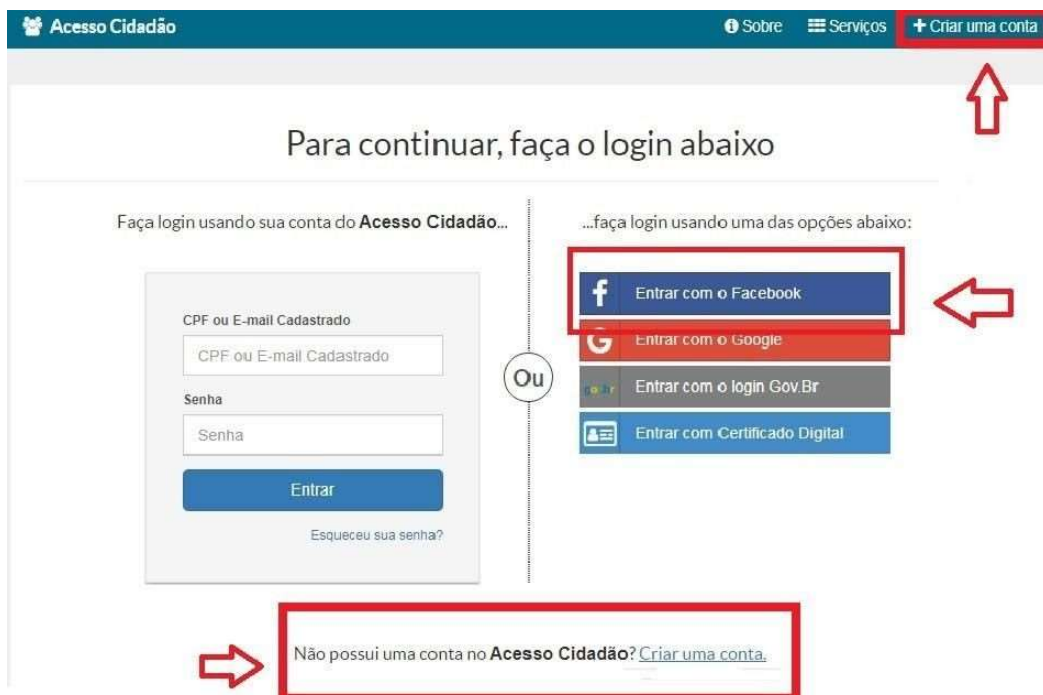 Acesso Cidadão
Sobre
Serviços
+ Criar uma conta
Para continuar, faça o login abaixo
Faça login usando sua conta do Acesso Cidadão...
CPF ou E-mail Cadastrado
CPF ou E-mail Cadastrado
Senha
Senha
Entrar
Esqueceu sua senha?
Ou
...faça login usando uma das opções abaixo:
Entrar com o Facebook
Entrar com o Google
gov.br
Entrar com o login Gov.Br
Entrar com Certificado Digital
Não possui uma conta no Acesso Cidadão? Criar uma conta.